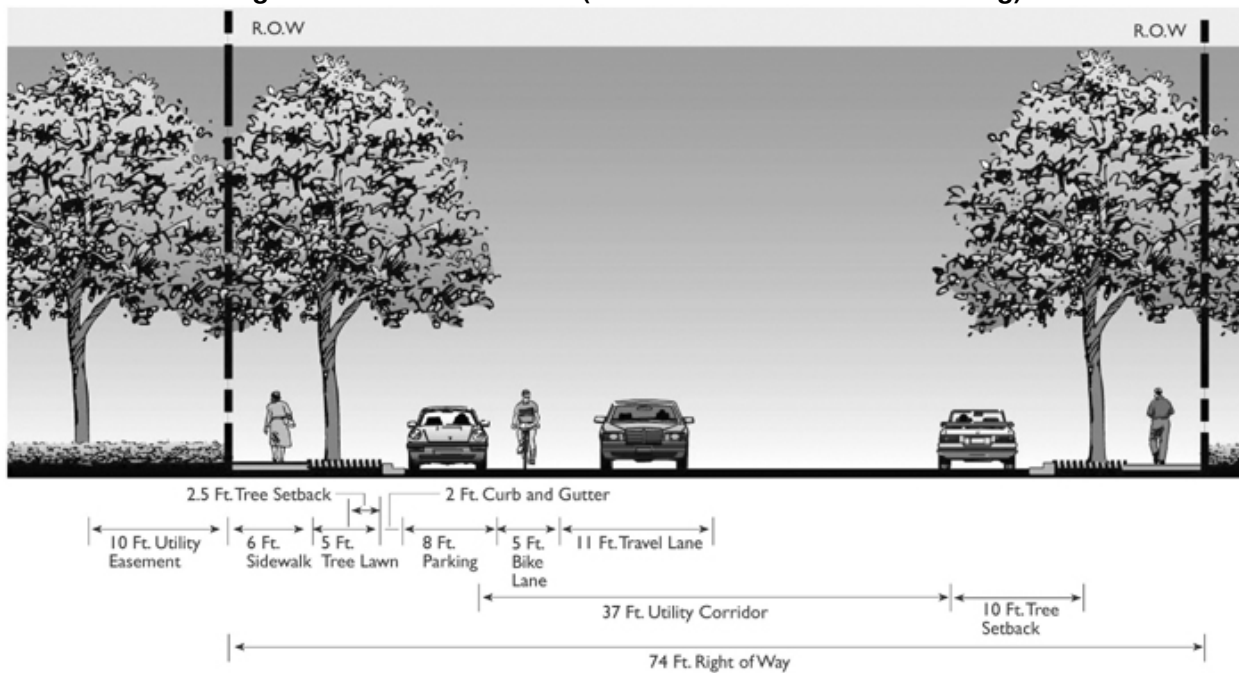 R.O.W
R.O.W
2.5 Ft. Tree Setback
2 Ft. Curb and Gutter
10 Ft. Utility
Easement
6 Ft.
Sidewalk
5 Ft.
Tree Lawn
8 Ft.
Parking
5 Ft.
Bike
Lane
11 Ft. Travel Lane
37 Ft. Utility Corridor
10 Ft. Tree
Setback
74 Ft. Right of Way